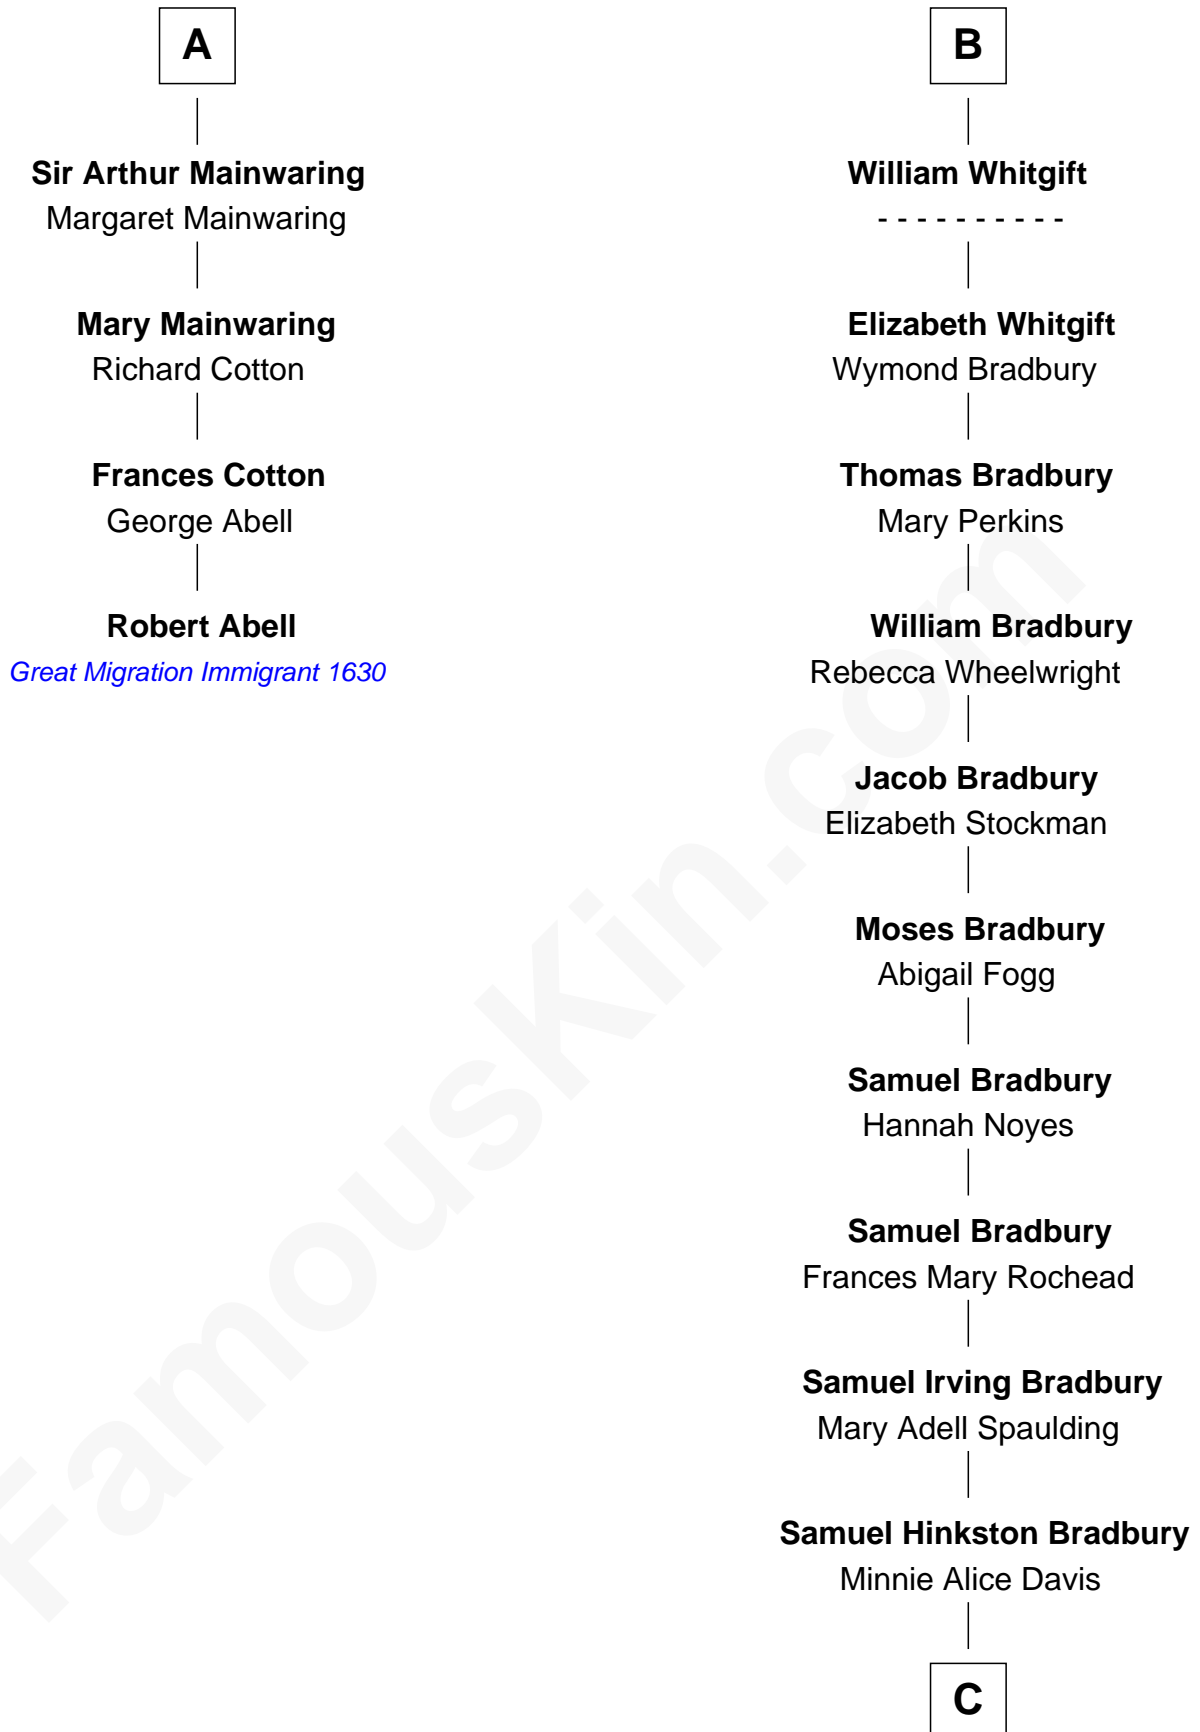 A
Sir Arthur Mainwaring
Margaret Mainwaring
Mary Mainwaring
Richard Cotton
Frances Cotton
George Abell
Robert Abell
Great Migration Immigrant 1630
B
William Whitgift
- - - - - - - - - -
Elizabeth Whitgift
Wymond Bradbury
Thomas Bradbury
Mary Perkins
William Bradbury
Rebecca Wheelwright
Jacob Bradbury
Elizabeth Stockman
Moses Bradbury
Abigail Fogg
Samuel Bradbury
Hannah Noyes
Samuel Bradbury
Frances Mary Rochead
Samuel Irving Bradbury
Mary Adell Spaulding
Samuel Hinkston Bradbury
Minnie Alice Davis
C
FamousKin.com